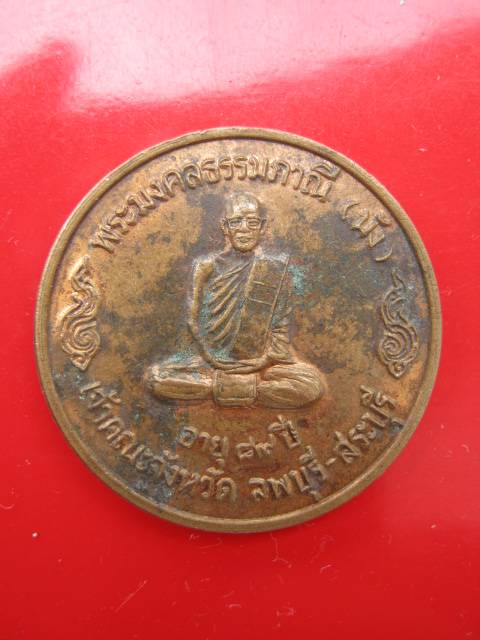 พระมงคลธรรมภาณี (มัง)
อายุ ๘๙ ปี
เจ้าคณะจังหวัด ลพบุรี-สระบุรี